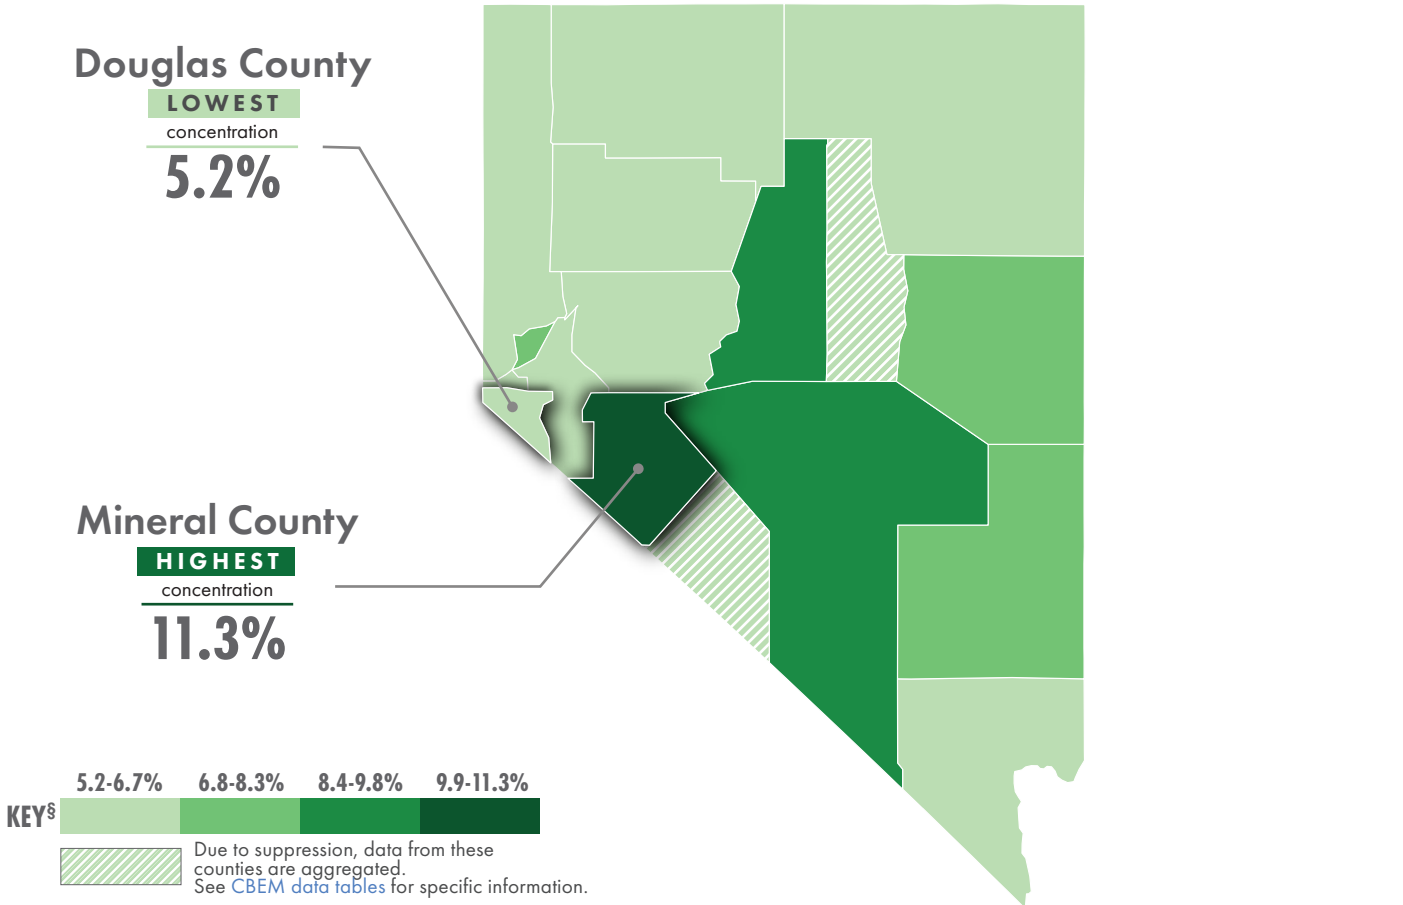 Douglas County
LOWEST
concentration
5.2%
Mineral County
HIGHEST
concentration
11.3%
5.2-6.7% 6.8-8.3% 8.4-9.8% 9.9-11.3%
KEY§
Due to suppression, data from these
counties are aggregated.
See CBEM data tables for specific information.